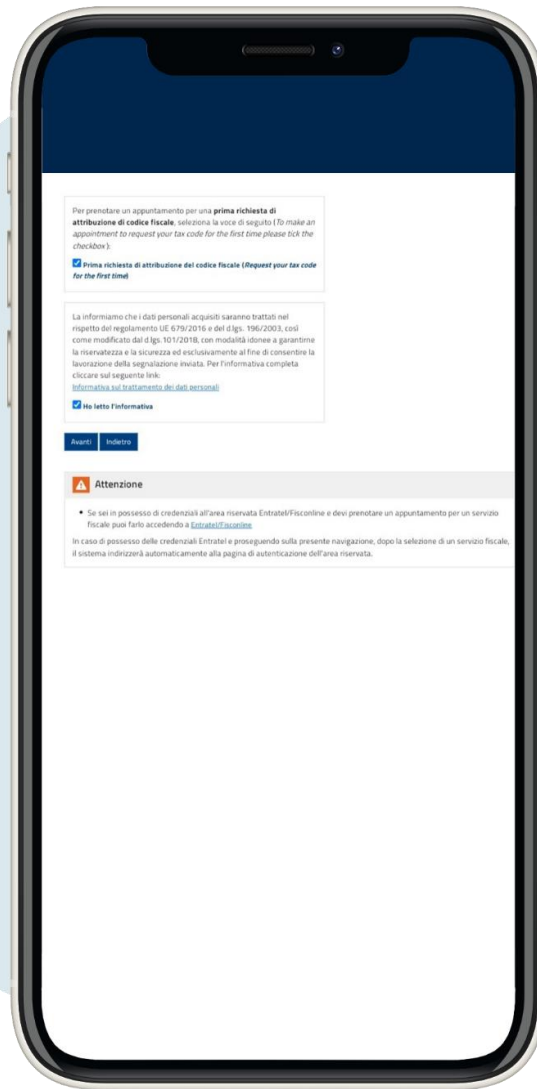 Per prenotare un appuntamento per una prima richiesta di
attribuzione di codice fiscale, seleziona la voce di seguito (To make an
appointment to request your tax code for the first time please tick the
checkbox):
Prima richiesta di attribuzione del codice fiscale (Request your tax code
for the first time)
La informiamo che i dati personali acquisiti saranno trattati nel
rispetto del regolamento UE 679/2016 e del d.lgs. 196/2003, così
come modificato dal d.lgs.101/2018, con modalità idonee a garantirne
la riservatezza e la sicurezza ed esclusivamente al fine di consentire la
lavorazione della segnalazione inviata. Per l'informativa completa
cliccare sul seguente link:
Informativa sul trattamento dei dati personali
Ho letto l'informativa
Avanti Indietro
Attenzione
• Se sei in possesso di credenziali all'area riservata Entratel/Fisconline e devi prenotare un appuntamento per un servizio
fiscale puoi farlo accedendo a Entratel/Fisconline
In caso di possesso delle credenziali Entratel e proseguendo sulla presente navigazione, dopo la selezione di un servizio fiscale,
il sistema indirizzerà automaticamente alla pagina di autenticazione dell'area riservata.